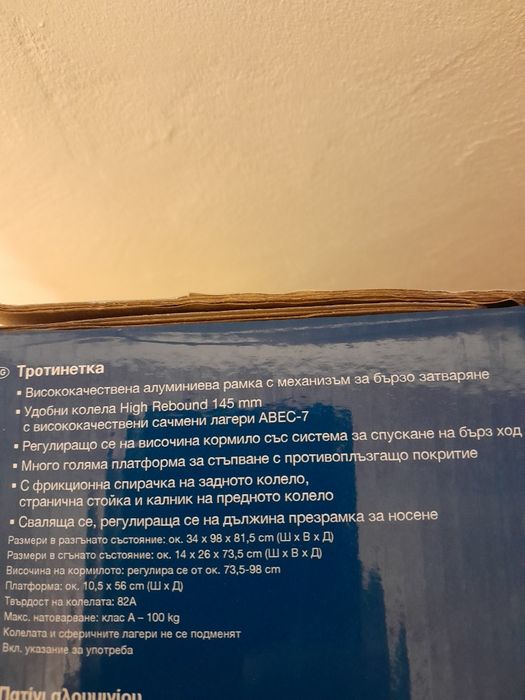 BG Тротинетка
▪ Висококачествена алуминиева рамка с механизъм за бързо затваряне
▪ Удобни колела High Rebound 145 mm
с висококачествени сачмени лагери ABEC-7
▪ Регулиращо се на височина кормило със система за спускане на бърз ход
▪ Много голяма платформа за стъпване с противоплъзгащо покритие
▪ С фрикционна спирачка на задното колело,
странична стойка и калник на предното колело
▪ Сваляща се, регулираща се на дължина презрамка за носене
Размери в разгънато състояние: ок. 34 x 98 x 81,5 cm (Ш x В x Д)
Размери в сгънато състояние: ок. 14 x 26 x 73,5 cm (Ш x В x Д)
Височина на кормилото: регулира се от ок. 73,5-98 cm
Платформа: ок. 10,5 x 56 cm (Ш x Д)
Твърдост на колелата: 82A
Макс. натоварване: клас A – 100 kg
Колелата и сферичните лагери не се подменят
Вкл. указание за употреба
Πατίνι αλουμινίου